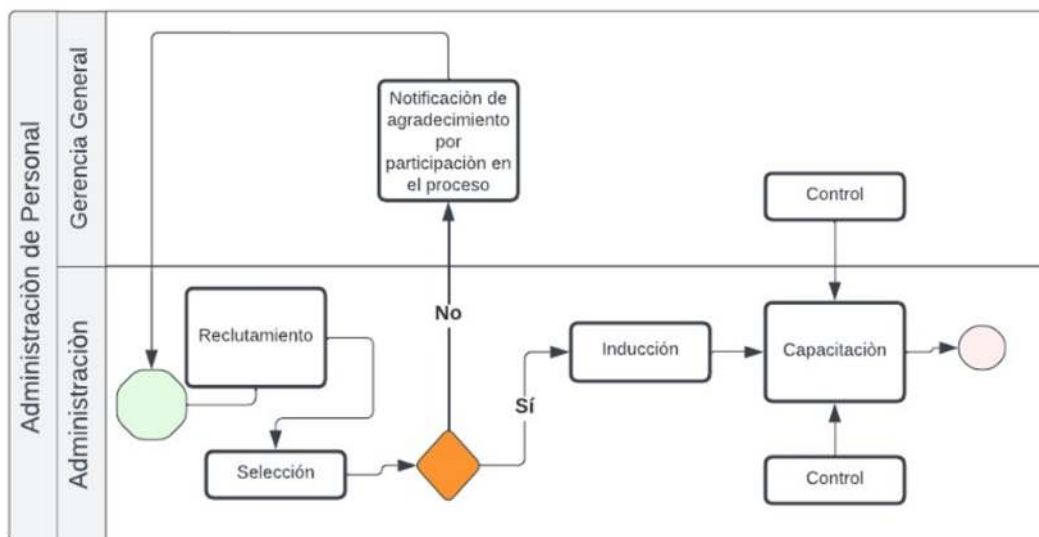 Administraciòn de Personal
Gerencia General
Notificaciòn de
agradecimiento
por
participaciòn en
el proceso
Control
Administraciòn
Reclutamiento
No
Inducción
Capacitaciòn
Sí
Selección
Control